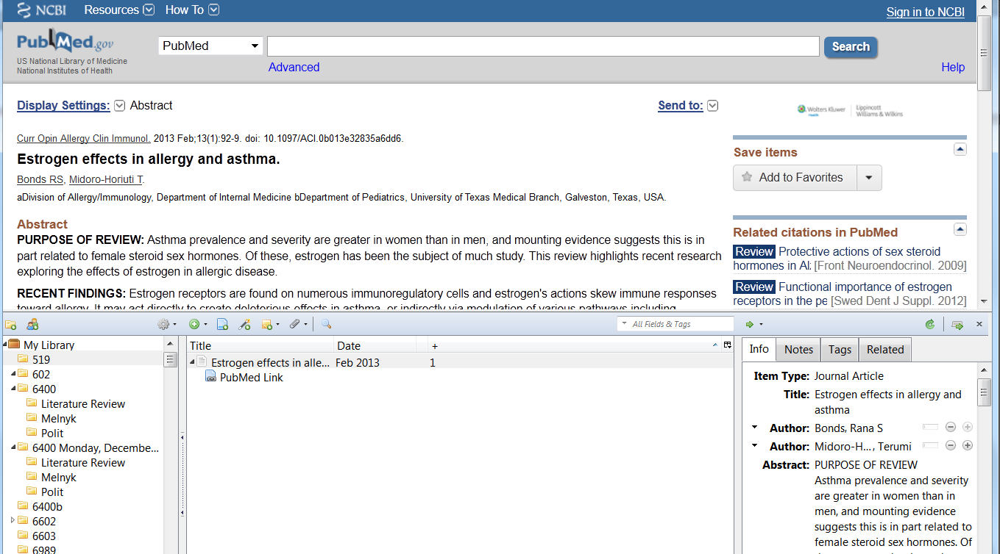 NCBI Resources How To Sign in to NCBI
PubMed.gov
US National Library of Medicine
National Institutes of Health
PubMed
Search
Advanced
Help
Display Settings: Abstract
Send to:
Wolters Kluwer
Health
Lippincott
Williams & Wilkins
Curr Opin Allergy Clin Immunol. 2013 Feb;13(1):92-9. doi: 10.1097/ACI.0b013e32835a6dd6.
Estrogen effects in allergy and asthma.
Bonds RS, Midoro-Horiuti T.
aDivision of Allergy/Immunology, Department of Internal Medicine bDepartment of Pediatrics, University of Texas Medical Branch, Galveston, Texas, USA.
Abstract
PURPOSE OF REVIEW: Asthma prevalence and severity are greater in women than in men, and mounting evidence suggests this is in
part related to female steroid sex hormones. Of these, estrogen has been the subject of much study. This review highlights recent research
exploring the effects of estrogen in allergic disease.
RECENT FINDINGS: Estrogen receptors are found on numerous immunoregulatory cells and estrogen's actions skew immune responses
toward allergy. It may act directly to create deleterious effects in asthma, or indirectly via modulation of various pathways including
Save items
Add to Favorites
Related citations in PubMed
Review Protective actions of sex steroid
hormones in Al [Front Neuroendocrinol. 2009]
Review Functional importance of estrogen
receptors in the pe [Swed Dent J Suppl. 2012]
All Fields & Tags
My Library
519
602
6400
Literature Review
Melnyk
Polit
6400 Monday, Decembe...
Literature Review
Melnyk
Polit
6400b
6602
6603
6989
Title Date +
Estrogen effects in alle... Feb 2013 1
PubMed Link
Info Notes Tags Related
Item Type: Journal Article
Title: Estrogen effects in allergy and
asthma
Author: Bonds, Rana S
Author: Midoro-H..., Terumi
Abstract: PURPOSE OF REVIEW
Asthma prevalence and severity
are greater in women than in
men, and mounting evidence
suggests this is in part related to
female steroid sex hormones. Of